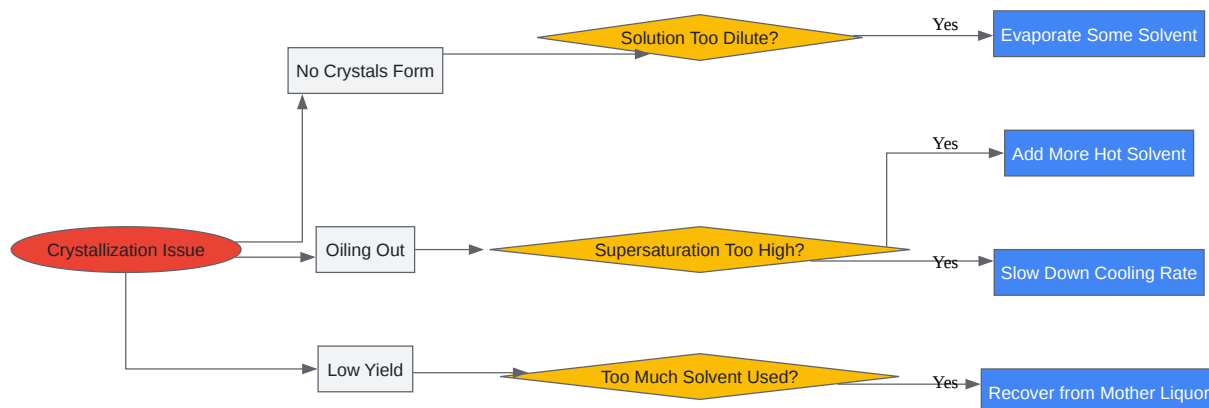 Solution Too Dilute?
Yes
Evaporate Some Solvent
No Crystals Form
Yes
Add More Hot Solvent
Crystallization Issue
Oiling Out
Supersaturation Too High?
Yes
Slow Down Cooling Rate
Low Yield
Too Much Solvent Used?
Yes
Recover from Mother Liquor